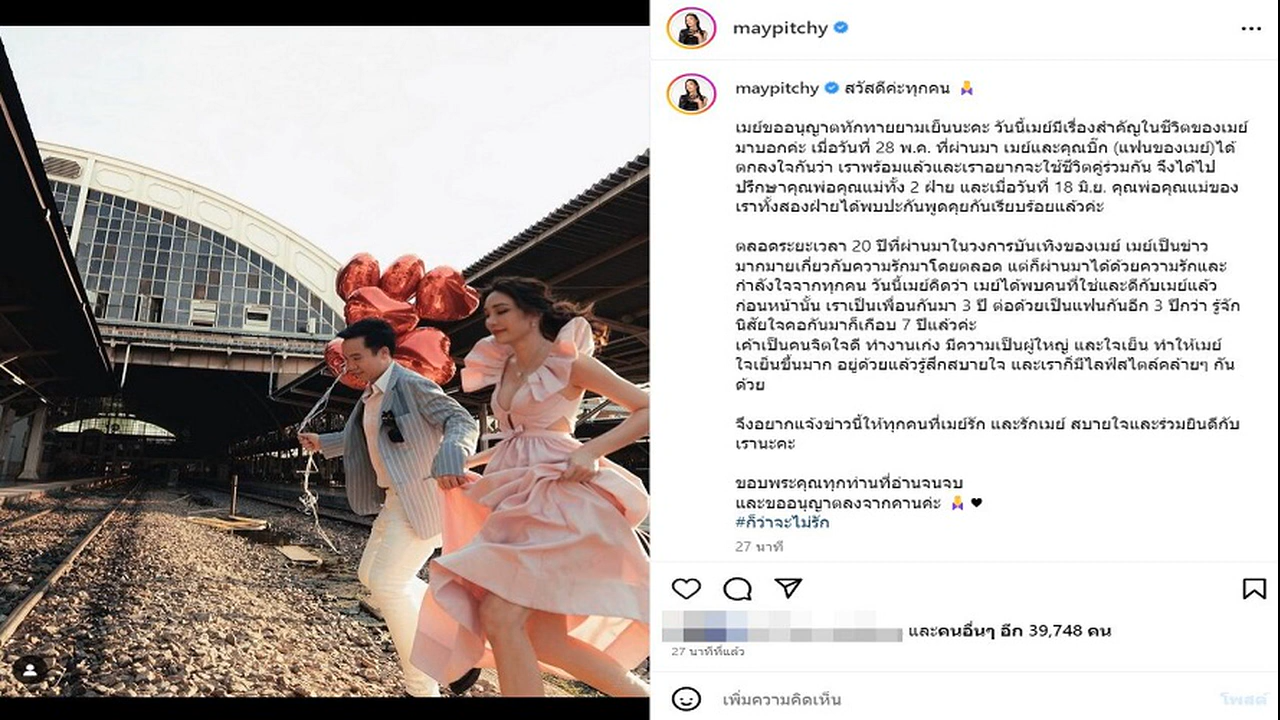 maypitchy
maypitchy สวัสดีค่ะทุกคน
เมย์ขออนุญาตทักทายยามเย็นนะคะ วันนี้เมย์มีเรื่องสำคัญในชีวิตของเมย์
มาบอกค่ะ เมื่อวันที่ 28 พ.ค. ที่ผ่านมา เมย์และคุณบิ๊ก (แฟนของเมย์)ได้
ตกลงใจกันว่า เราพร้อมแล้วและเราอยากจะใช้ชีวิตคู่ร่วมกัน จึงได้ไป
ปรึกษาคุณพ่อคุณแม่ทั้ง 2 ฝ่าย และเมื่อวันที่ 18 มิ.ย. คุณพ่อคุณแม่ของ
เราทั้งสองฝ่ายได้พบปะกันพูดคุยกันเรียบร้อยแล้วค่ะ
ตลอดระยะเวลา 20 ปีที่ผ่านมาในวงการบันเทิงของเมย์ เมย์เป็นข่าว
มากมายเกี่ยวกับความรักมาโดยตลอด แต่ก็ผ่านมาได้ด้วยความรักและ
กำลังใจจากทุกคน วันนี้เมย์คิดว่า เมย์ได้พบคนที่ใช่และดีกับเมย์แล้ว
ก่อนหน้านั้น เราเป็นเพื่อนกันมา 3 ปี ต่อด้วยเป็นแฟนกันอีก 3 ปีกว่า รู้จัก
นิสัยใจคอกันมาก็เกือบ 7 ปีแล้วค่ะ
เค้าเป็นคนจิตใจดี ทำงานเก่ง มีความเป็นผู้ใหญ่ และใจเย็น ทำให้เมย์
ใจเย็นขึ้นมาก อยู่ด้วยแล้วรู้สึกสบายใจ และเราก็มีไลฟ์สไตล์คล้ายๆ กัน
ด้วย
จึงอยากแจ้งข่าวนี้ให้ทุกคนที่เมย์รัก และรักเมย์ สบายใจและร่วมยินดีกับ
เรานะคะ
ขอบพระคุณทุกท่านที่อ่านจนจบ
และขออนุญาตลงจากคานค่ะ
#ก็ว่าจะไม่รัก
27 นาที
และคนอื่นๆ อีก 39,748 คน
27 นาทีที่แล้ว
เพิ่มความคิดเห็น
โพสต์